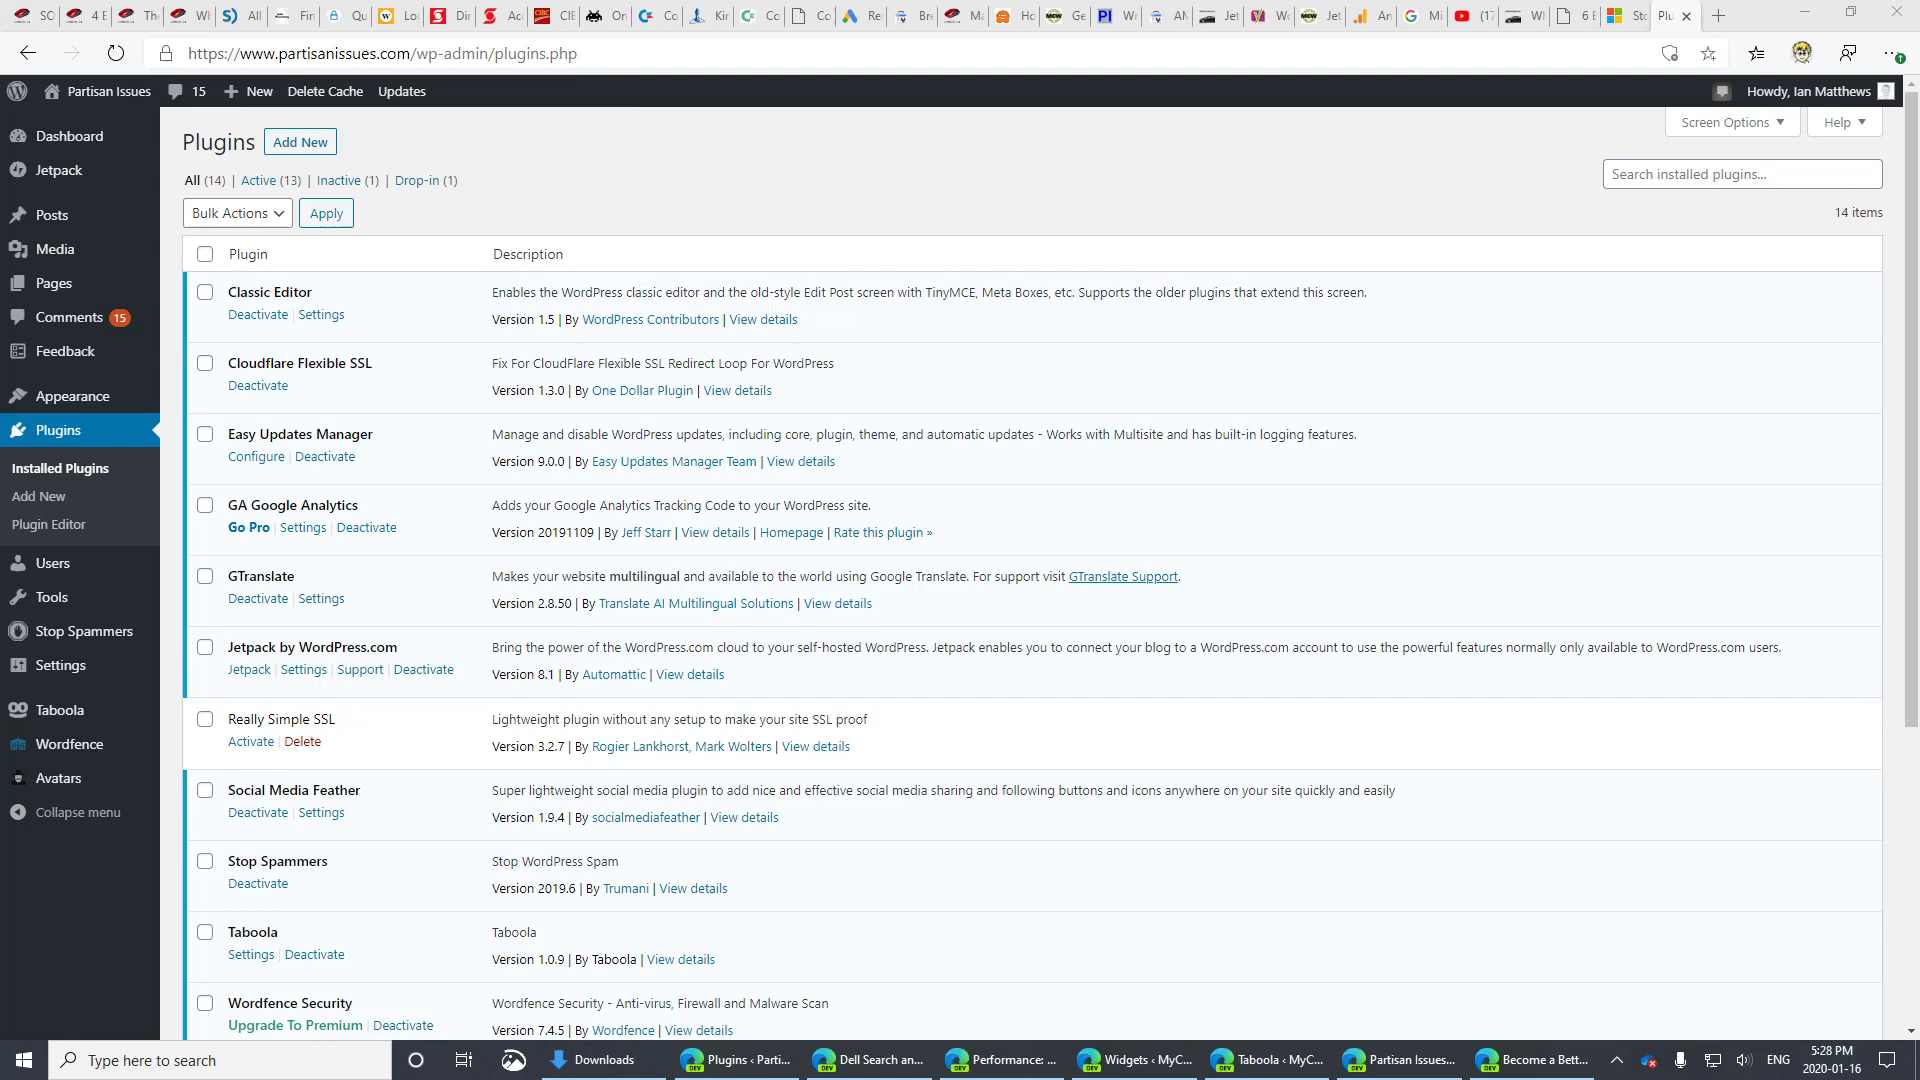 https://www.partisanissues.com/wp-admin/plugins.php
Partisan Issues 15 New Delete Cache Updates Howdy, Ian Matthews
Dashboard
Jetpack
Posts
Media
Pages
Comments 15
Feedback
Appearance
Plugins
Installed Plugins
Add New
Plugin Editor
Users
Tools
Stop Spammers
Settings
Taboola
Wordfence
Avatars
Collapse menu
Screen Options Help
Plugins Add New
All (14) | Active (13) | Inactive (1) | Drop-in (1)
Search installed plugins...
Bulk Actions Apply
14 items
Plugin Description
Classic Editor
Deactivate | Settings
Enables the WordPress classic editor and the old-style Edit Post screen with TinyMCE, Meta Boxes, etc. Supports the older plugins that extend this screen.
Version 1.5 | By WordPress Contributors | View details
Cloudflare Flexible SSL
Deactivate
Fix For CloudFlare Flexible SSL Redirect Loop For WordPress
Version 1.3.0 | By One Dollar Plugin | View details
Easy Updates Manager
Configure | Deactivate
Manage and disable WordPress updates, including core, plugin, theme, and automatic updates - Works with Multisite and has built-in logging features.
Version 9.0.0 | By Easy Updates Manager Team | View details
GA Google Analytics
Go Pro | Settings | Deactivate
Adds your Google Analytics Tracking Code to your WordPress site.
Version 20191109 | By Jeff Starr | View details | Homepage | Rate this plugin »
GTranslate
Deactivate | Settings
Makes your website multilingual and available to the world using Google Translate. For support visit GTranslate Support.
Version 2.8.50 | By Translate AI Multilingual Solutions | View details
Jetpack by WordPress.com
Jetpack | Settings | Support | Deactivate
Bring the power of the WordPress.com cloud to your self-hosted WordPress. Jetpack enables you to connect your blog to a WordPress.com account to use the powerful features normally only available to WordPress.com users.
Version 8.1 | By Automattic | View details
Really Simple SSL
Activate | Delete
Lightweight plugin without any setup to make your site SSL proof
Version 3.2.7 | By Rogier Lankhorst, Mark Wolters | View details
Social Media Feather
Deactivate | Settings
Super lightweight social media plugin to add nice and effective social media sharing and following buttons and icons anywhere on your site quickly and easily
Version 1.9.4 | By socialmediafeather | View details
Stop Spammers
Deactivate
Stop WordPress Spam
Version 2019.6 | By Trumani | View details
Taboola
Settings | Deactivate
Taboola
Version 1.0.9 | By Taboola | View details
Wordfence Security
Upgrade To Premium | Deactivate
Wordfence Security - Anti-virus, Firewall and Malware Scan
Version 7.4.5 | By Wordfence | View details
Type here to search
Downloads
Plugins ‹ Parti...
Dell Search an...
Performance: ...
Widgets ‹ MyC...
Taboola ‹ MyC...
Partisan Issues...
Become a Bett...
ENG
5:28 PM
2020-01-16